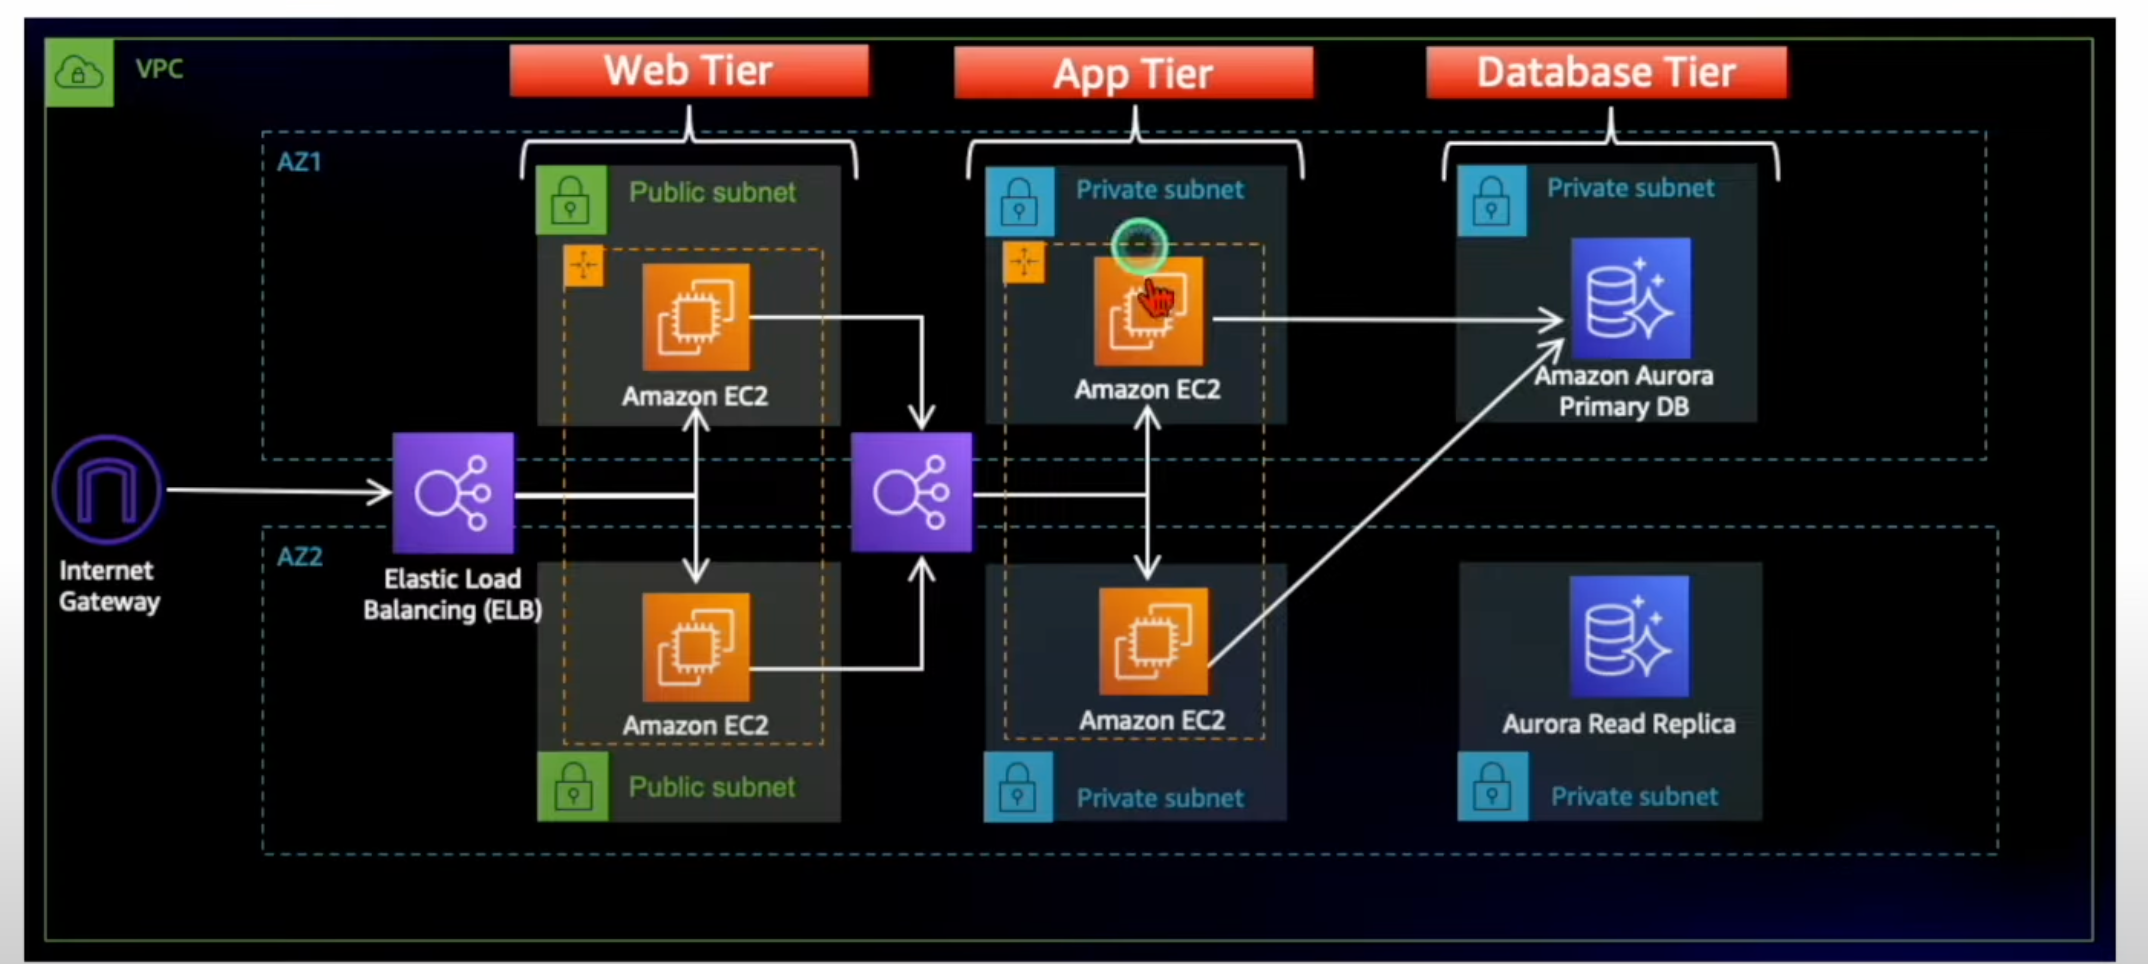 VPC
Web Tier
App Tier
Database Tier
AZ1
Public subnet
Private subnet
Private subnet
Amazon EC2
Amazon EC2
Amazon Aurora
Primary DB
Internet
Gateway
Elastic Load
Balancing (ELB)
AZ2
Amazon EC2
Amazon EC2
Aurora Read Replica
Public subnet
Private subnet
Private subnet